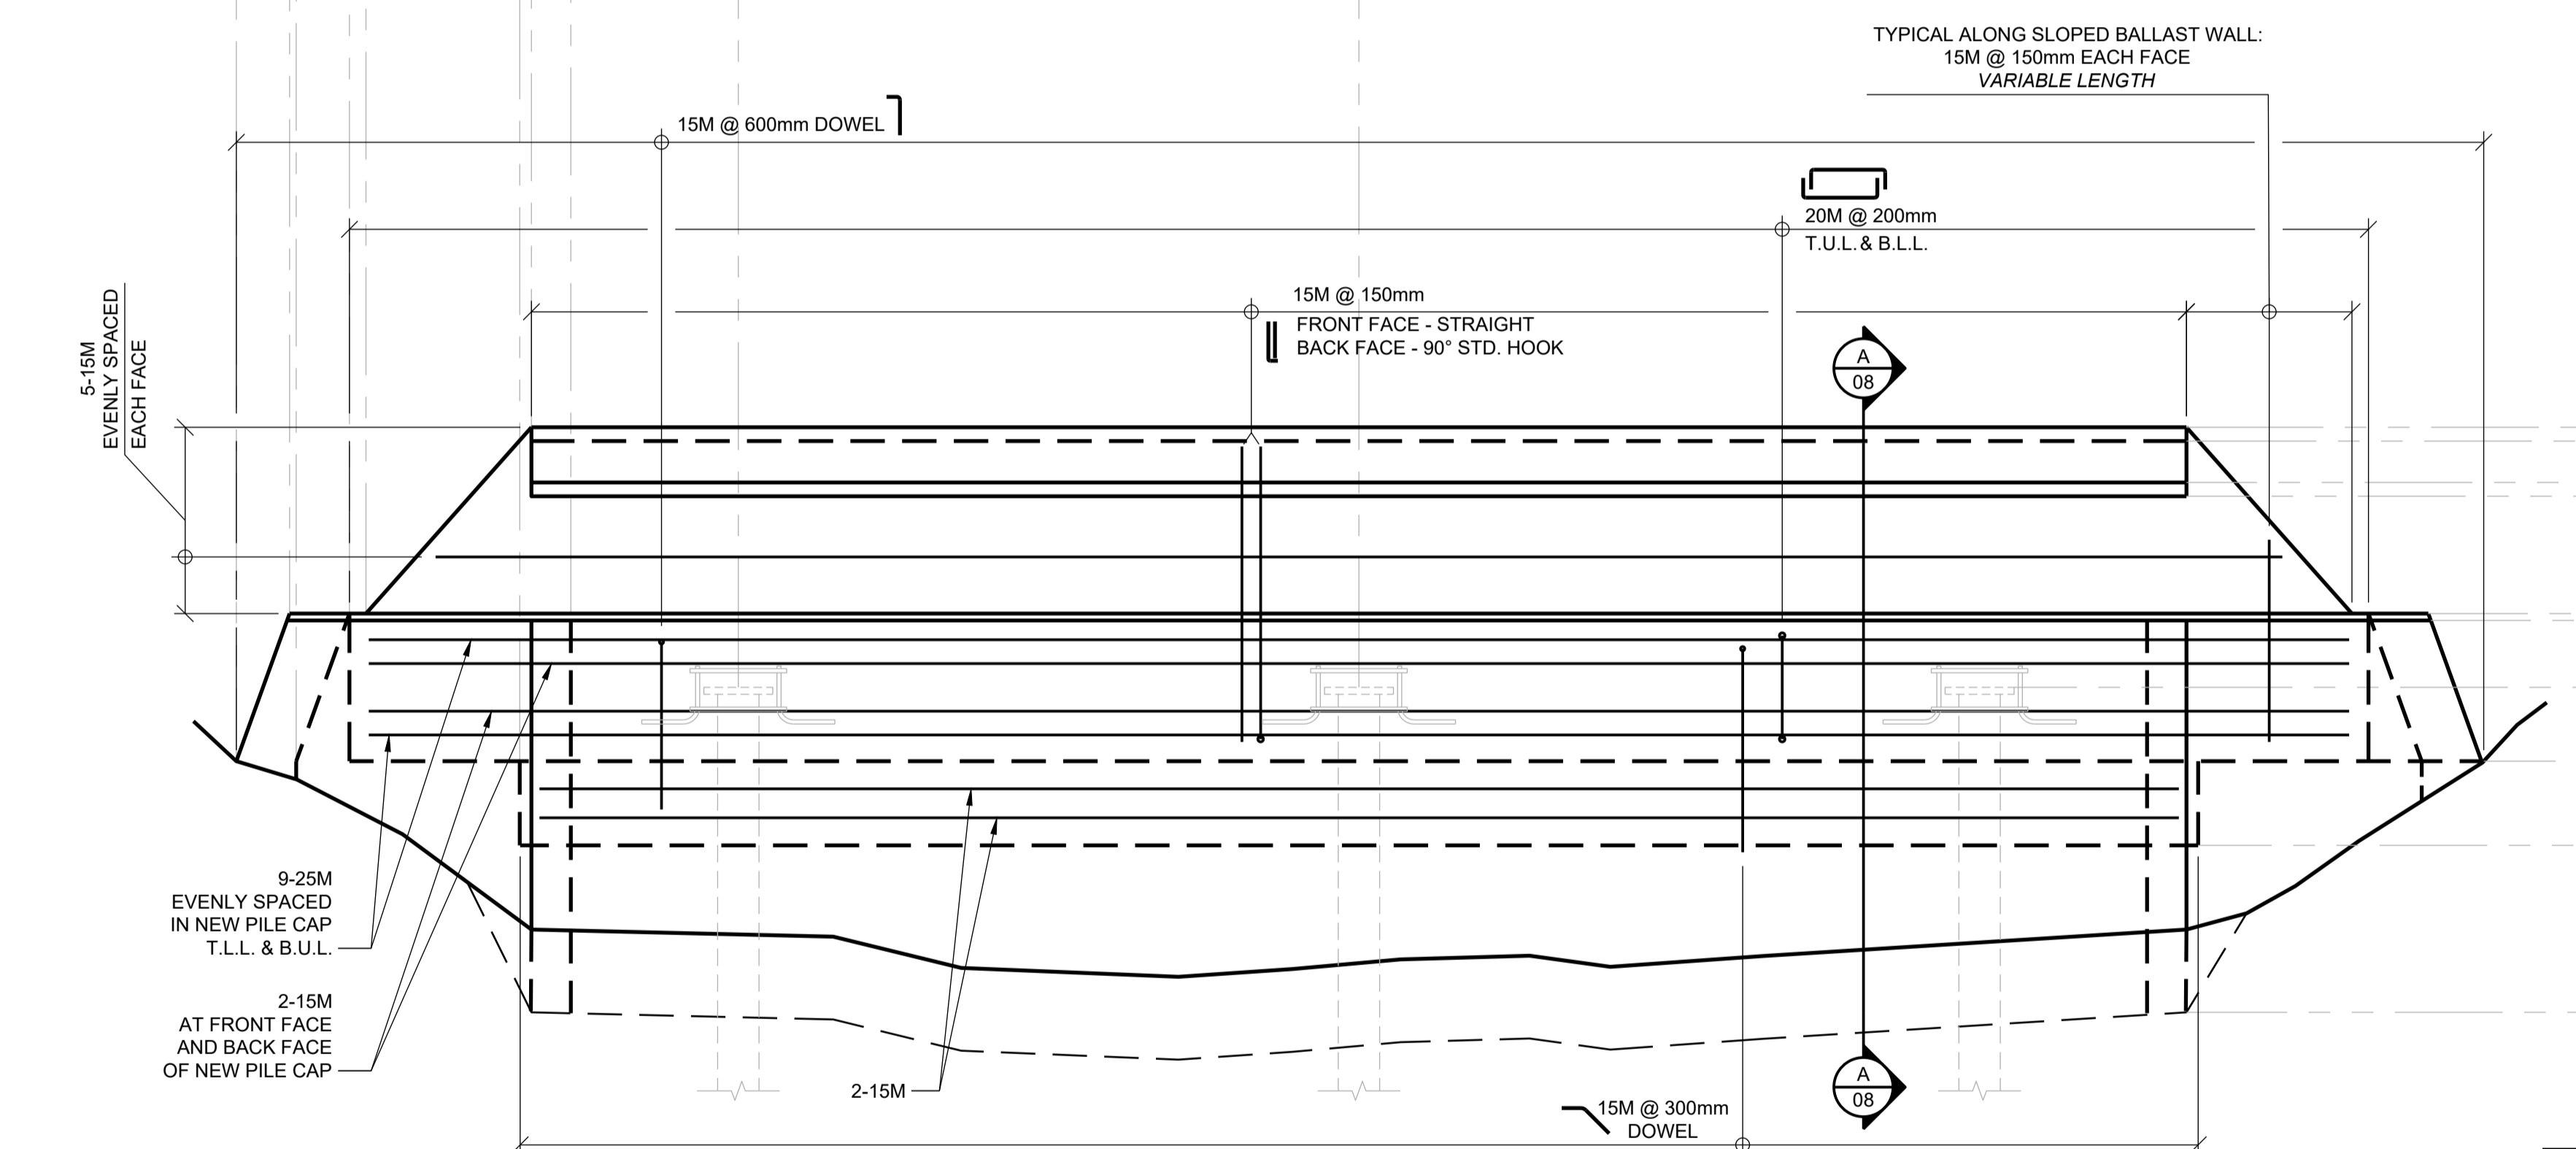 TYPICAL ALONG SLOPED BALLAST WALL:
15M @ 150mm EACH FACE
VARIABLE LENGTH
15M @ 600mm DOWEL
20M @ 200mm
T.U.L. & B.L.L.
15M @ 150mm
FRONT FACE - STRAIGHT
BACK FACE - 90° STD. HOOK
5-15M
EVENLY SPACED
EACH FACE
A
08
9-25M
EVENLY SPACED
IN NEW PILE CAP
T.L.L. & B.U.L.
2-15M
AT FRONT FACE
AND BACK FACE
OF NEW PILE CAP
2-15M
A
08
15M @ 300mm
DOWEL